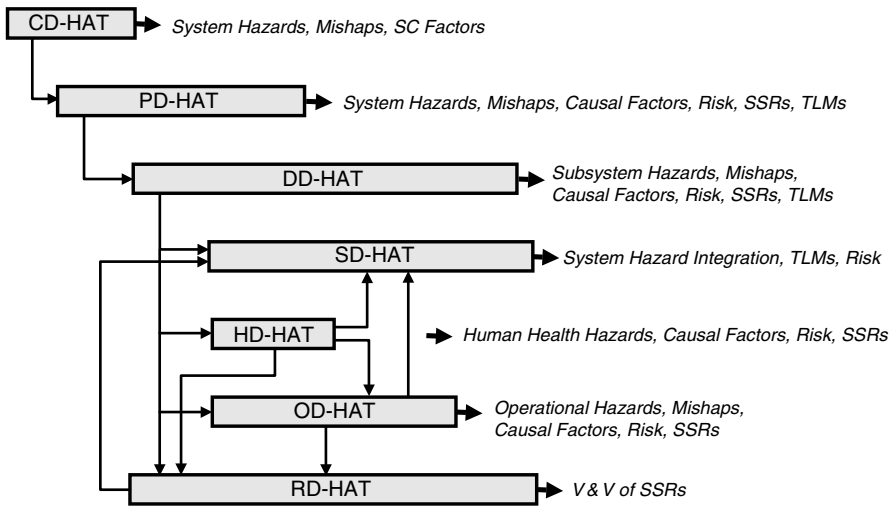 CD-HAT
System Hazards, Mishaps, SC Factors
PD-HAT
System Hazards, Mishaps, Causal Factors, Risk, SSRs, TLMs
DD-HAT
Subsystem Hazards, Mishaps,
Causal Factors, Risk, SSRs, TLMs
SD-HAT
System Hazard Integration, TLMs, Risk
HD-HAT
Human Health Hazards, Causal Factors, Risk, SSRs
OD-HAT
Operational Hazards, Mishaps,
Causal Factors, Risk, SSRs
RD-HAT
V & V of SSRs